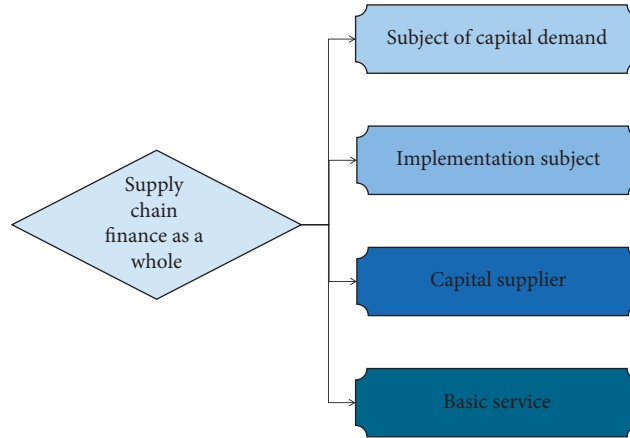 Subject of capital demand
Implementation subject
Supply
chain
finance as a
whole
Capital supplier
Basic service